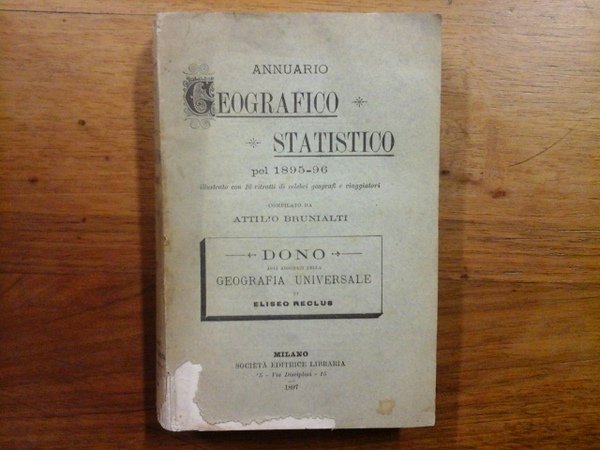 ANNUARIO
GEOGRAFICO
STATISTICO
pel 1895-96
illustrato con 16 ritratti di celebri geografi e viaggiatori
COMPILATO DA
ATTILIO BRUNIALTI
DONO
AGLI ASSOCIATI DELLA
GEOGRAFIA UNIVERSALE
DI
ELISEO RECLUS
MILANO
SOCIETÀ EDITRICE LIBRARIA
Via Disciplini - 15
1897